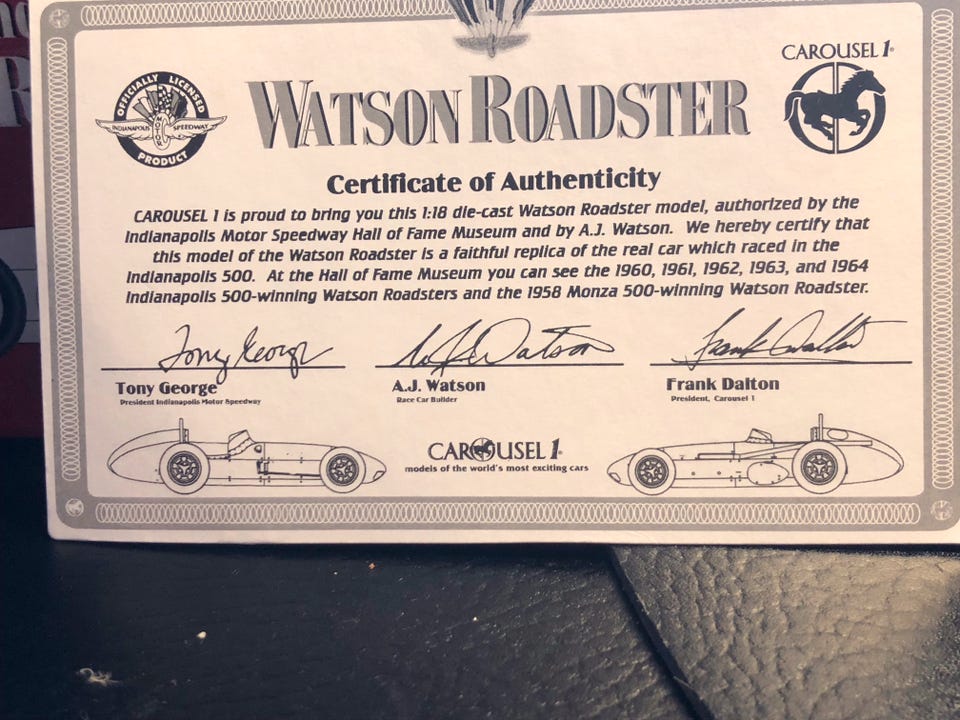 CAROUSEL 1
OFFICIALLY LICENSED
INDIANAPOLIS MOTOR SPEEDWAY
PRODUCT
WATSON ROADSTER
Certificate of Authenticity
CAROUSEL 1 is proud to bring you this 1:18 die-cast Watson Roadster model, authorized by the
Indianapolis Motor Speedway Hall of Fame Museum and by A.J. Watson. We hereby certify that
this model of the Watson Roadster is a faithful replica of the real car which raced in the
Indianapolis 500. At the Hall of Fame Museum you can see the 1960, 1961, 1962, 1963, and 1964
Indianapolis 500-winning Watson Roadsters and the 1958 Monza 500-winning Watson Roadster.
Tony George A.J. Watson Frank Dalton
Tony George A.J. Watson Frank Dalton
President Indianapolis Motor Speedway Race Car Builder President, Carousel 1
CAROUSEL 1
models of the world's most exciting cars